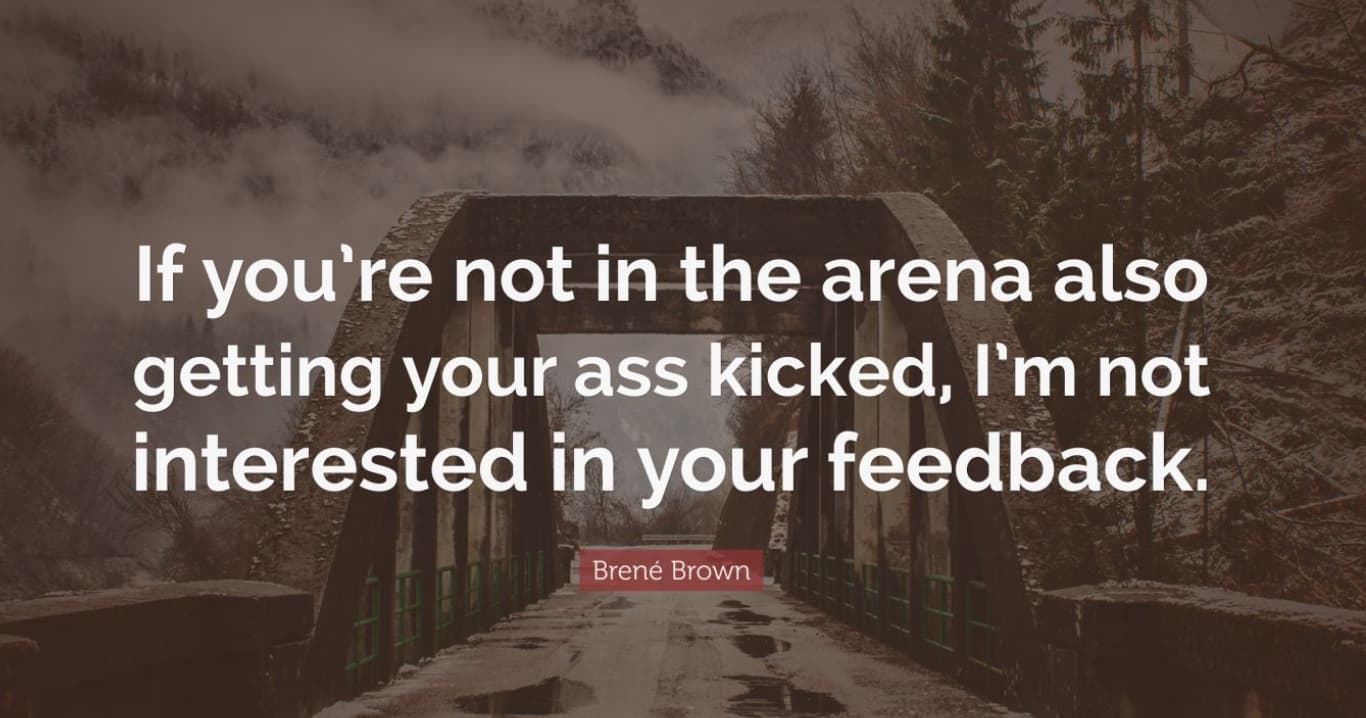 If you’re not in the arena also
getting your ass kicked, I’m not
interested in your feedback.
Brené Brown